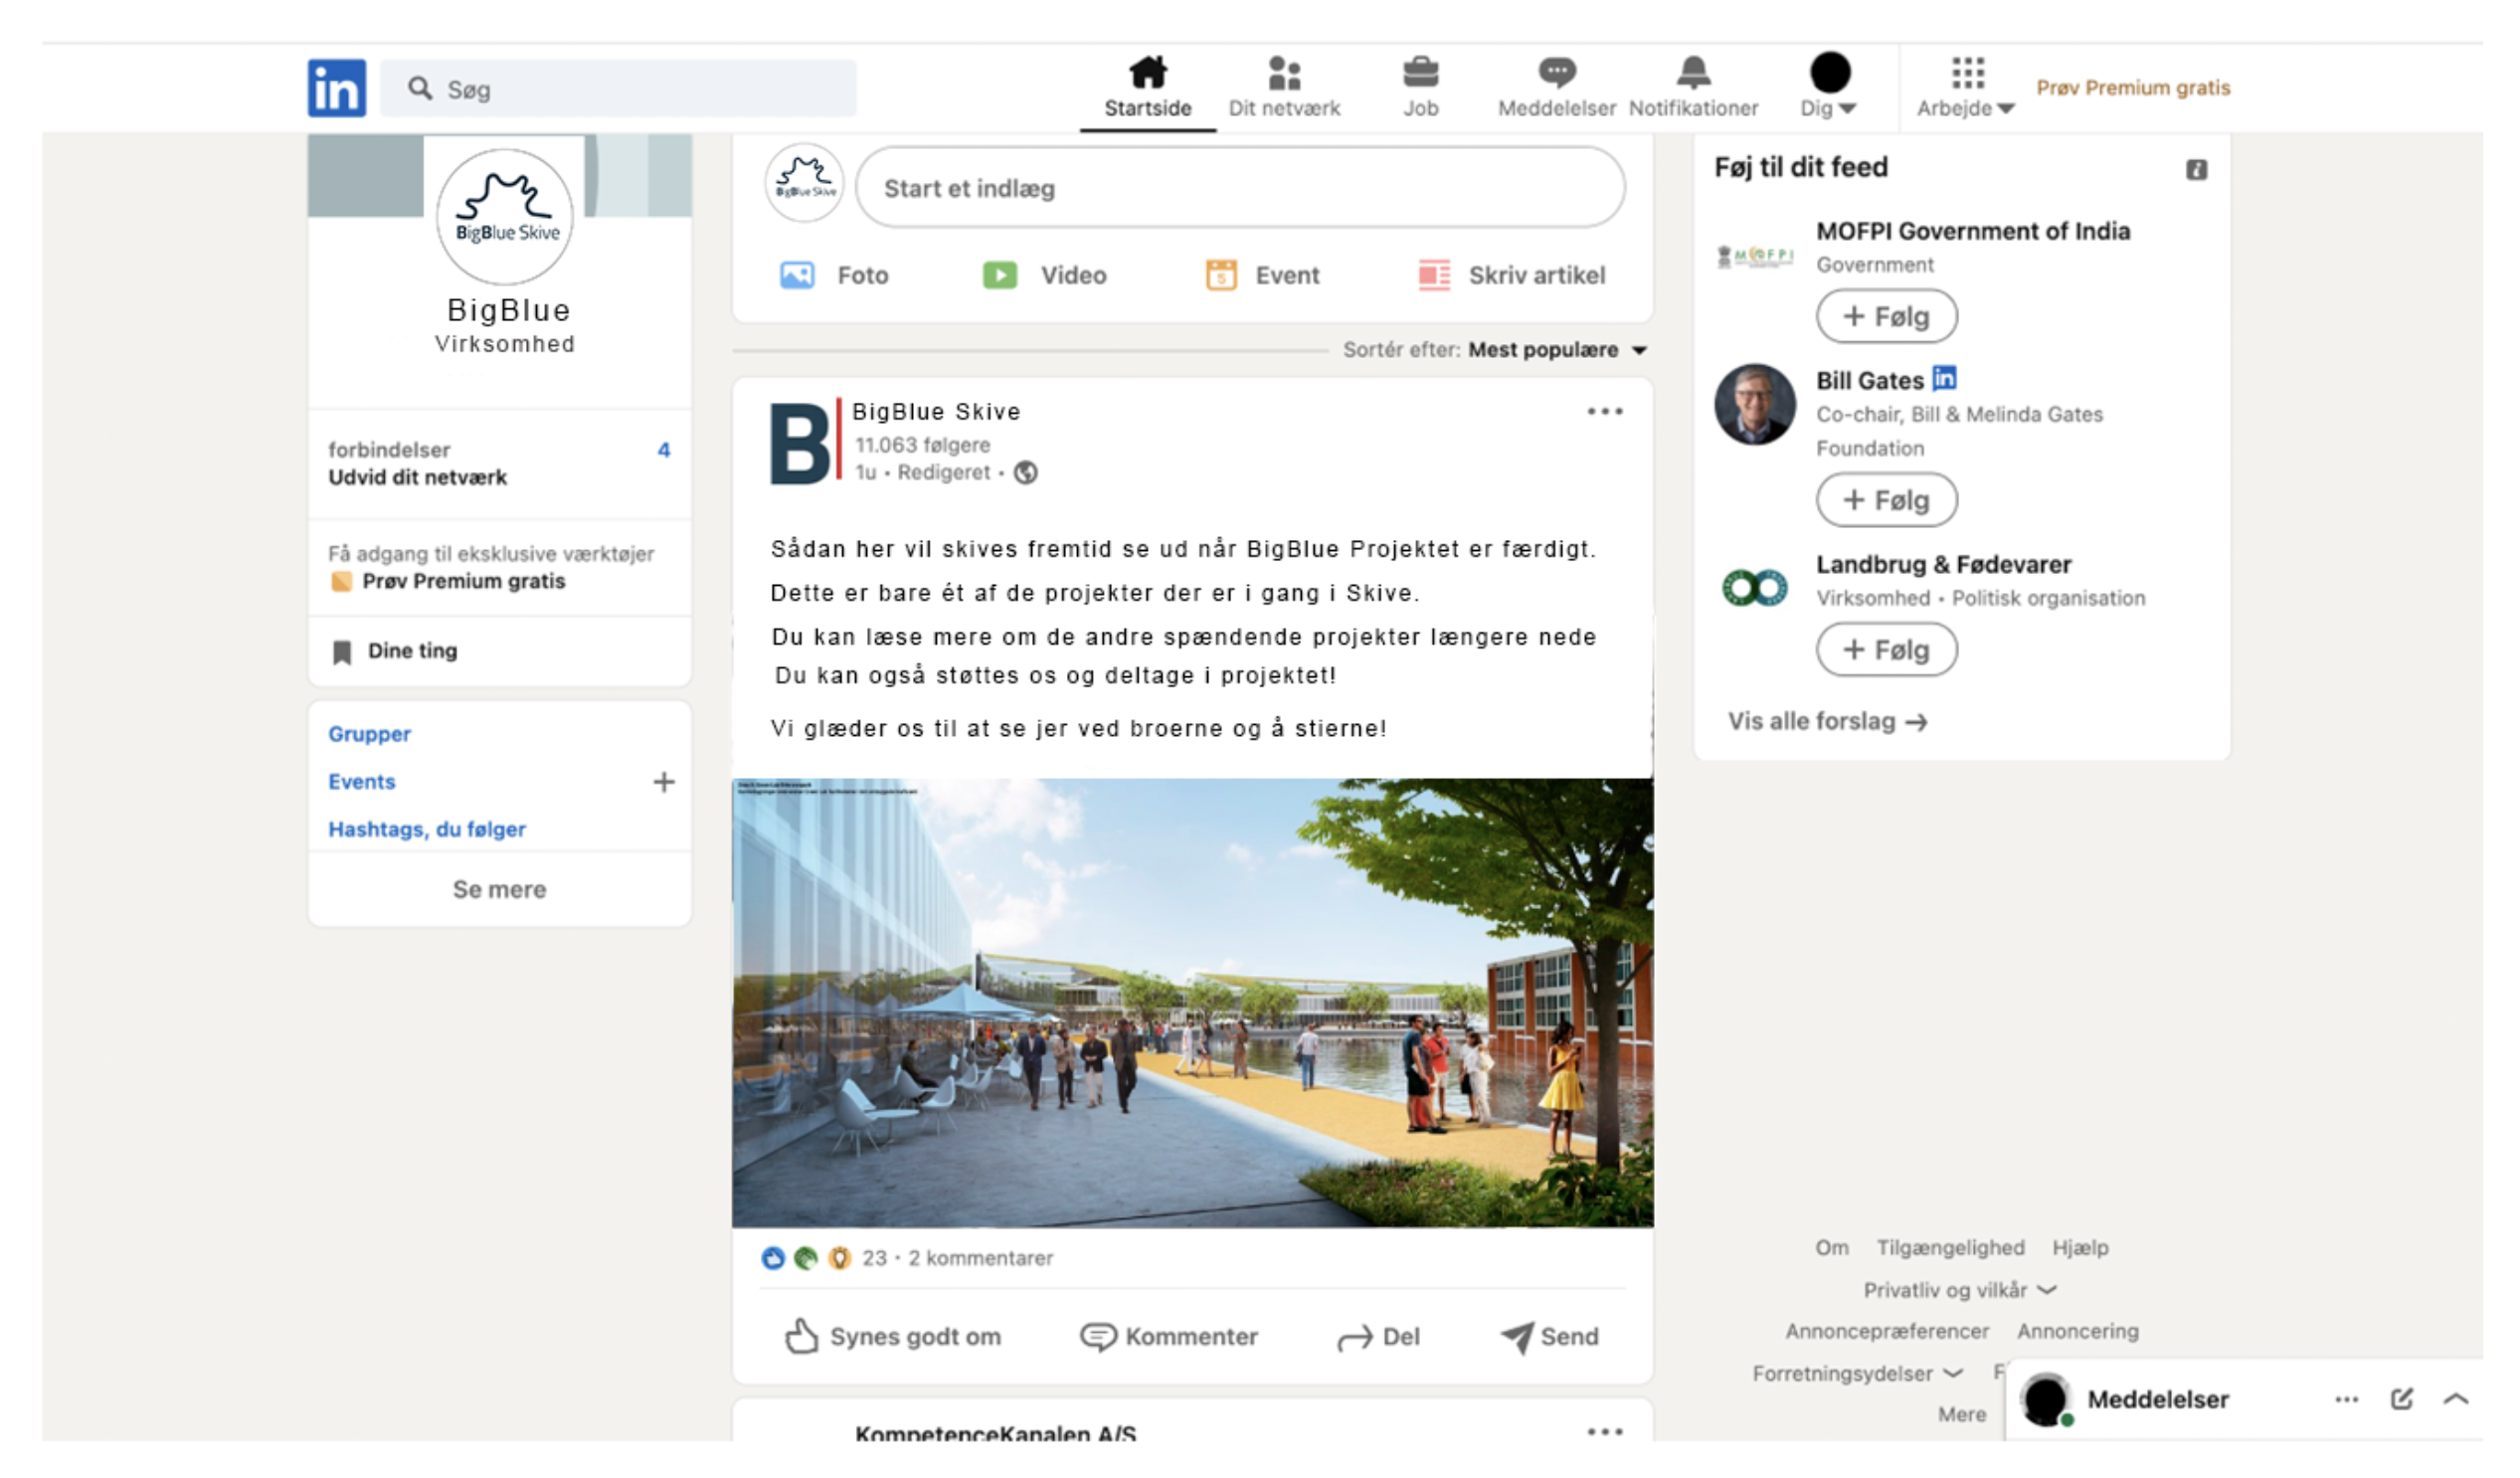 in
Søg
Startside
Dit netværk
Job
Meddelelser
Notifikationer
Dig
Arbejde
Prøv Premium gratis
BigBlue Skive
BigBlue
Virksomhed
forbindelser 4
Udvid dit netværk
Få adgang til eksklusive værktøjer
Prøv Premium gratis
Dine ting
Grupper
Events +
Hashtags, du følger
Se mere
BigBlue Skive
Start et indlæg
Foto
Video
5 Event
Skriv artikel
Sortér efter: Mest populære
B
BigBlue Skive
11.063 følgere
1u • Redigeret •
Sådan her vil skives fremtid se ud når BigBlue Projektet er færdigt.
Dette er bare ét af de projekter der er i gang i Skive.
Du kan læse mere om de andre spændende projekter længere nede
Du kan også støttes os og deltage i projektet!
Vi glæder os til at se jer ved broerne og å stierne!
23 · 2 kommentarer
Synes godt om
Kommenter
Del
Send
KompetenceKanalen A/S
Føj til dit feed
MOFPI
MOFPI Government of India
Government
+ Følg
Bill Gates in
Co-chair, Bill & Melinda Gates
Foundation
+ Følg
Landbrug & Fødevarer
Virksomhed • Politisk organisation
+ Følg
Vis alle forslag →
Om Tilgængelighed Hjælp
Privatliv og vilkår
Annoncepræferencer Annoncering
Forretningsydelser
Mere
Meddelelser